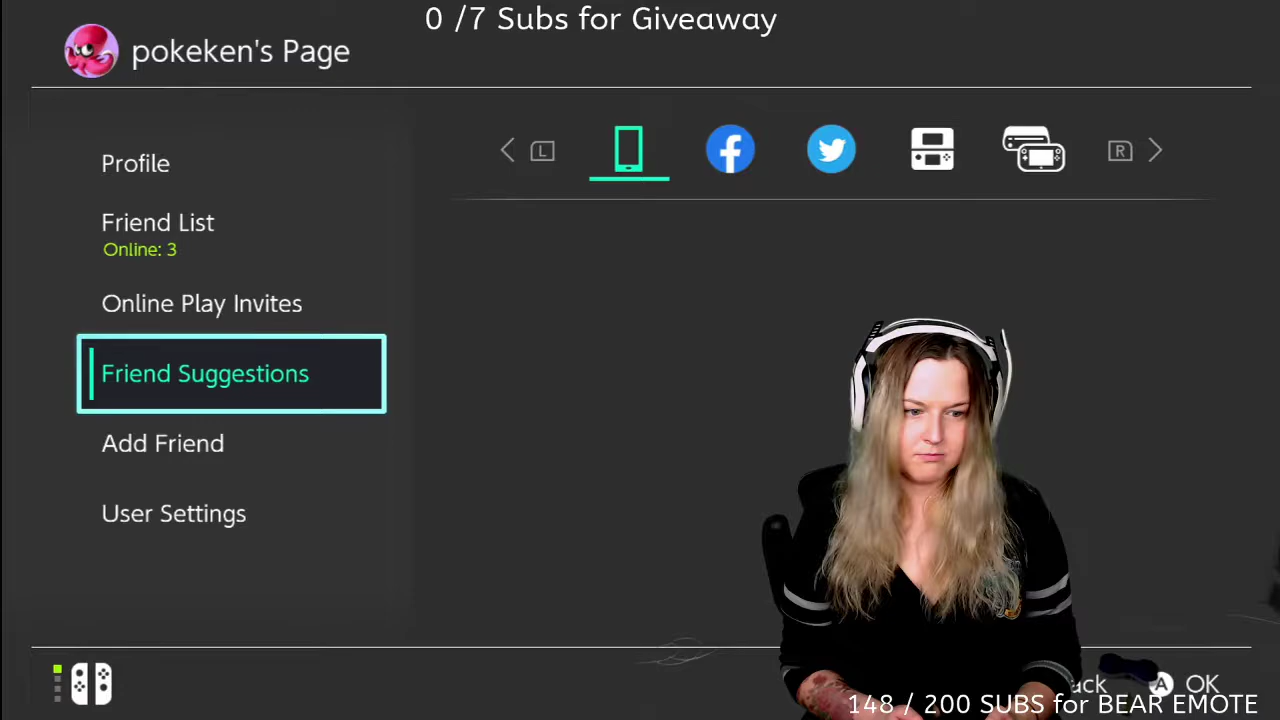 0 /7 Subs for Giveaway
pokeken's Page
L
R
Profile
Friend List
Online: 3
Online Play Invites
Friend Suggestions
Add Friend
User Settings
A OK
148 / 200 SUBS for BEAR EMOTE